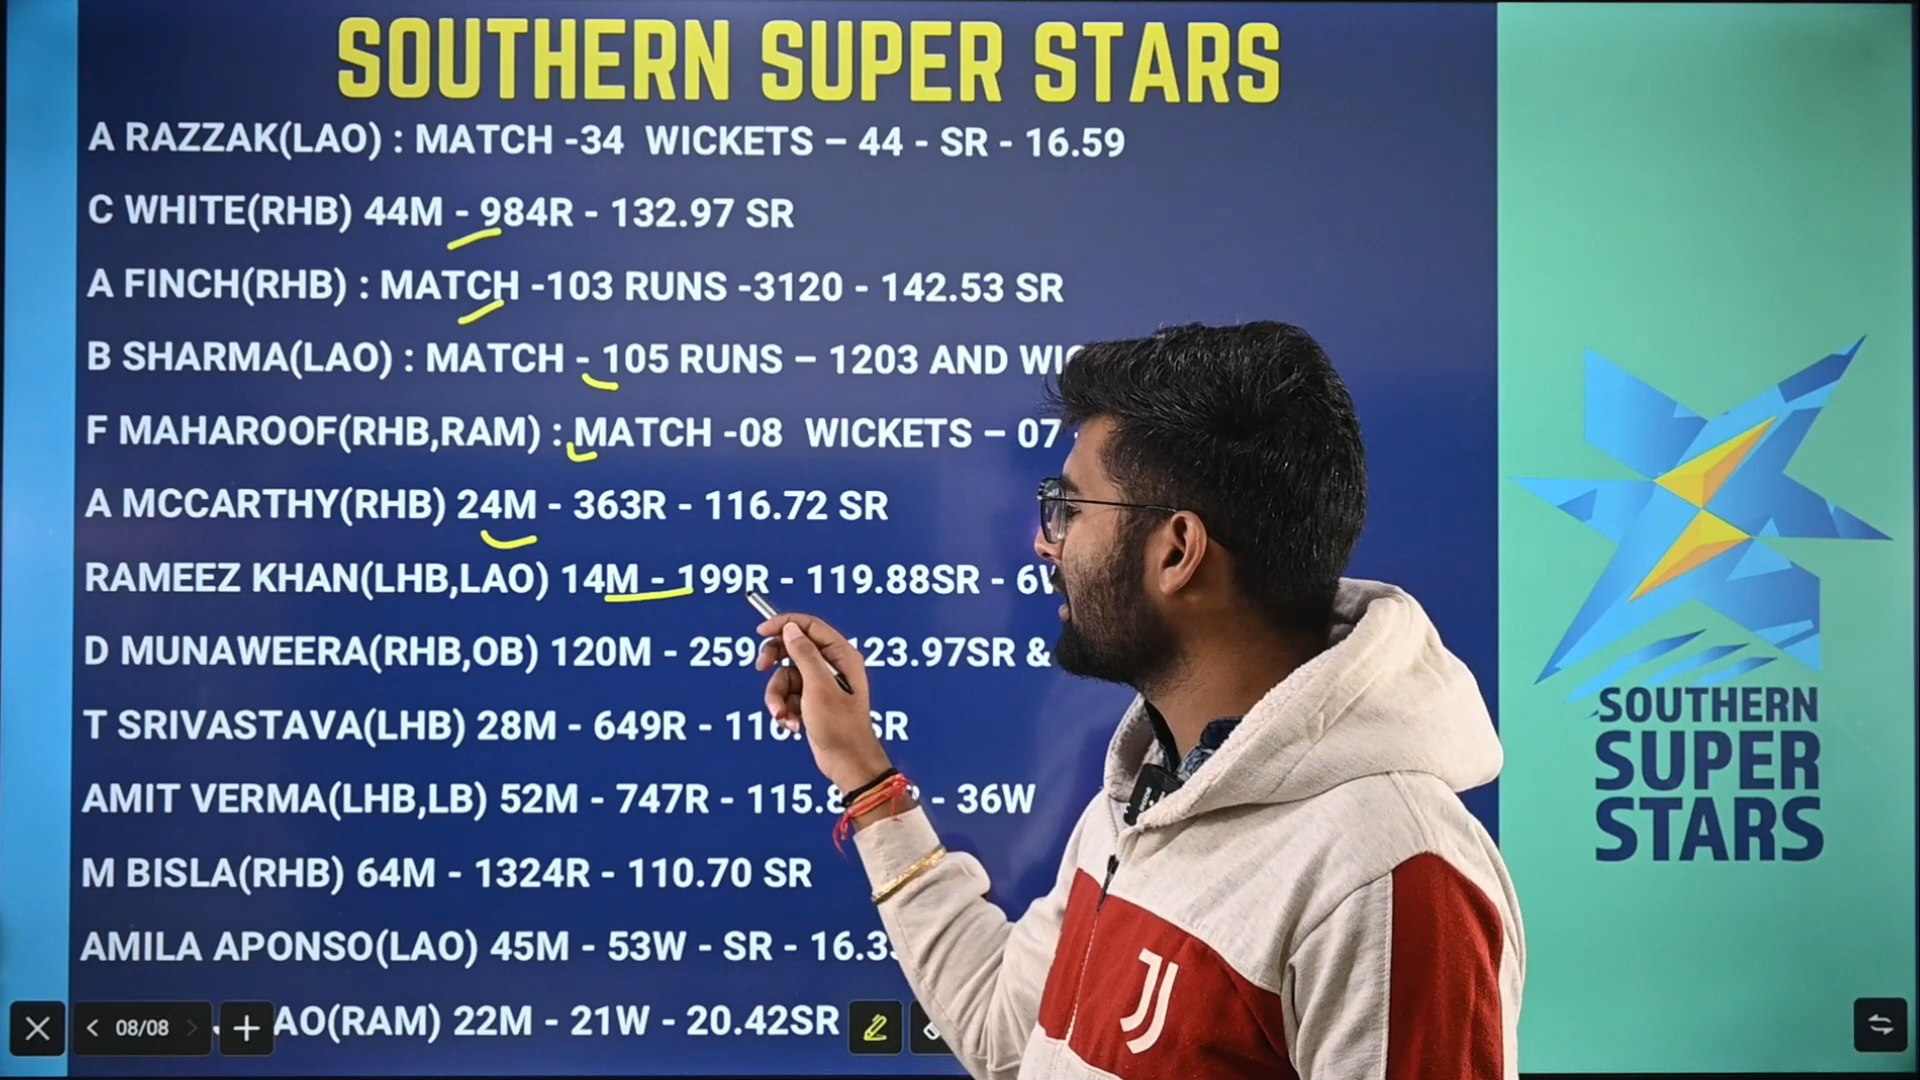 SOUTHERN SUPER STARS
A RAZZAK(LAO) : MATCH -34 WICKETS – 44 - SR - 16.59
C WHITE(RHB) 44M - 984R - 132.97 SR
A FINCH(RHB) : MATCH -103 RUNS -3120 - 142.53 SR
B SHARMA(LAO) : MATCH - 105 RUNS – 1203 AND
F MAHAROOF(RHB,RAM) : MATCH -08 WICKETS – 07
A MCCARTHY(RHB) 24M - 363R - 116.72 SR
RAMEEZ KHAN(LHB,LAO) 14M - 199R - 119.88SR -
D MUNAWEERA(RHB,OB) 120M - 123.97SR &
T SRIVASTAVA(LHB) 28M - 649R - SR
AMIT VERMA(LHB,LB) 52M - 747R - - 36W
M BISLA(RHB) 64M - 1324R - 110.70 SR
AMILA APONSO(LAO) 45M - 53W - SR -
22M - 21W - 20.42SR
08/08
SOUTHERN
SUPER
STARS